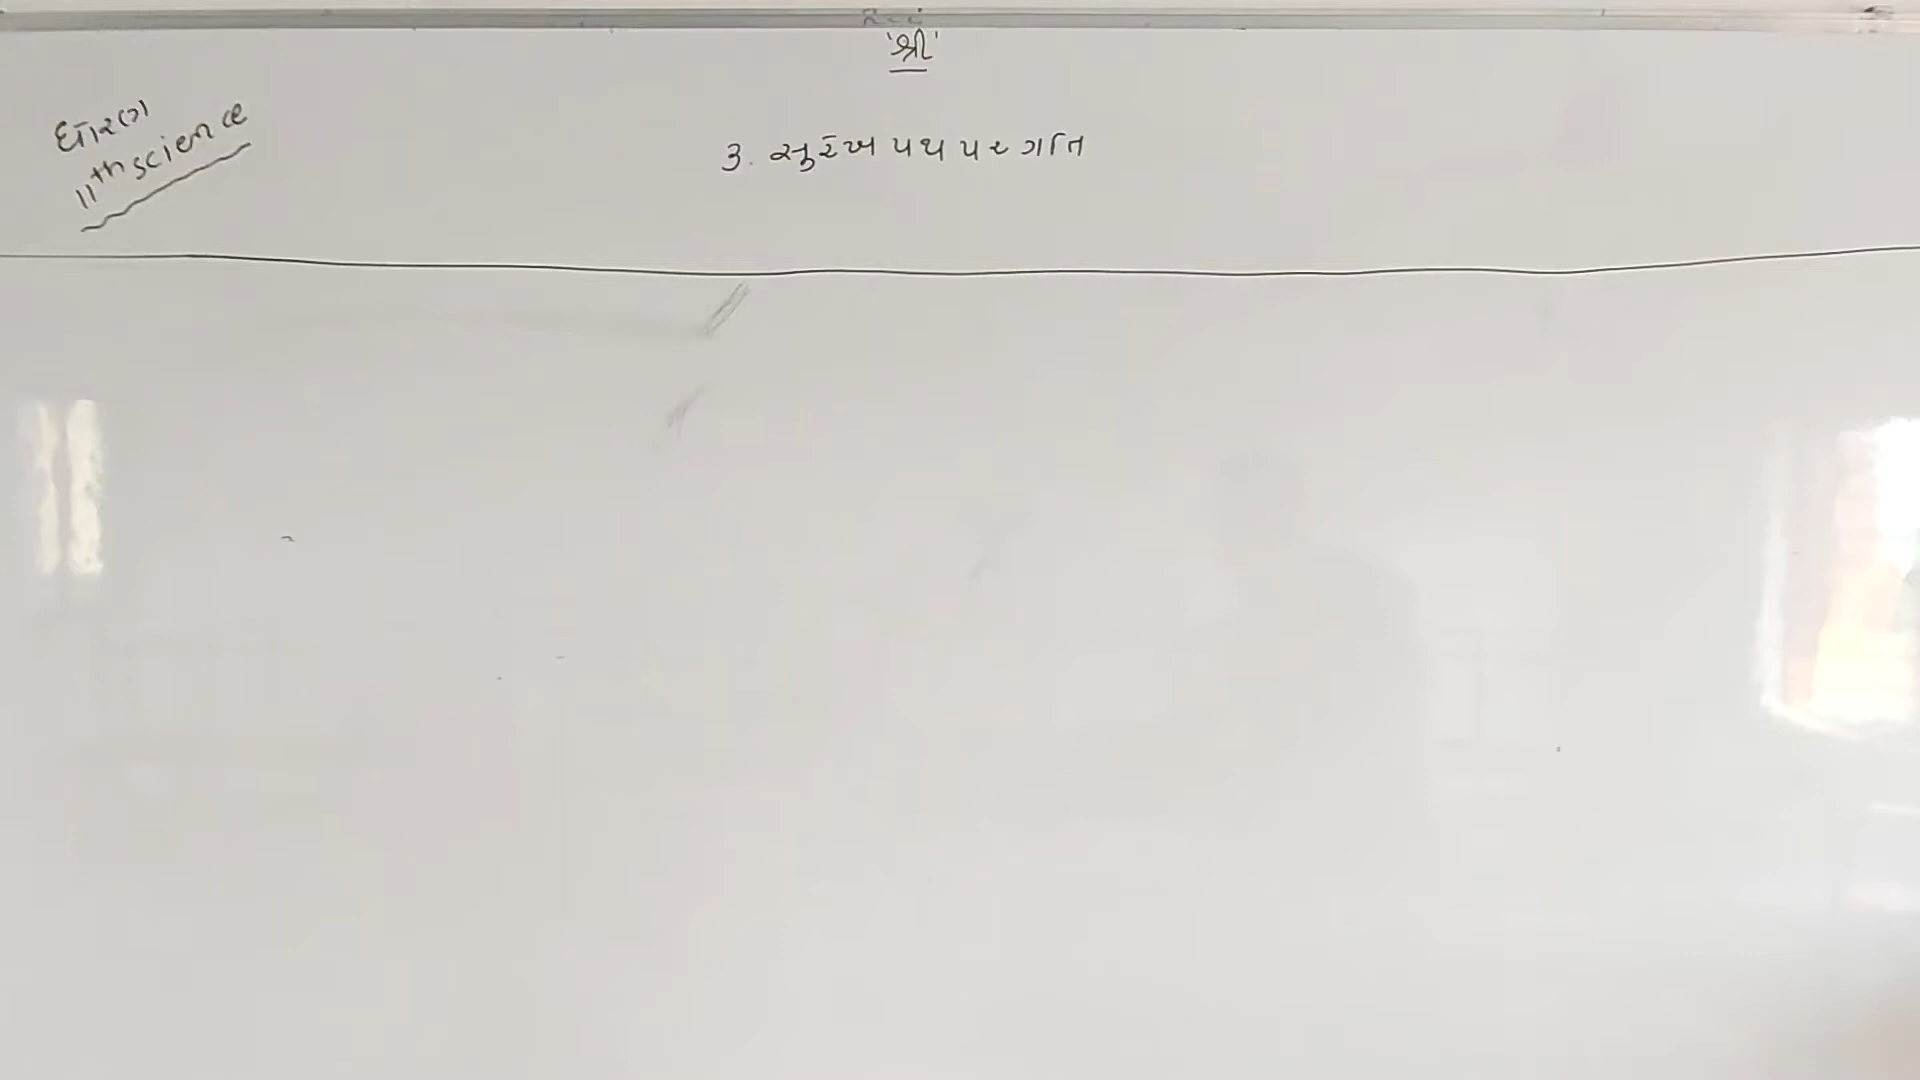 'શ્રી'
ધોરણ
11th science
3. સુરેખ પથ પર ગતિ